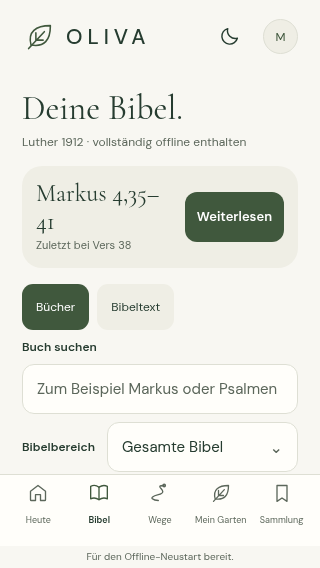 OLIVA
M
Deine Bibel.
Luther 1912 · vollständig offline enthalten
Markus 4,35–
41
Zuletzt bei Vers 38
Weiterlesen
Bücher
Bibeltext
Buch suchen
Zum Beispiel Markus oder Psalmen
Bibelbereich
Gesamte Bibel
Heute
Bibel
Wege
Mein Garten
Sammlung
Für den Offline-Neustart bereit.